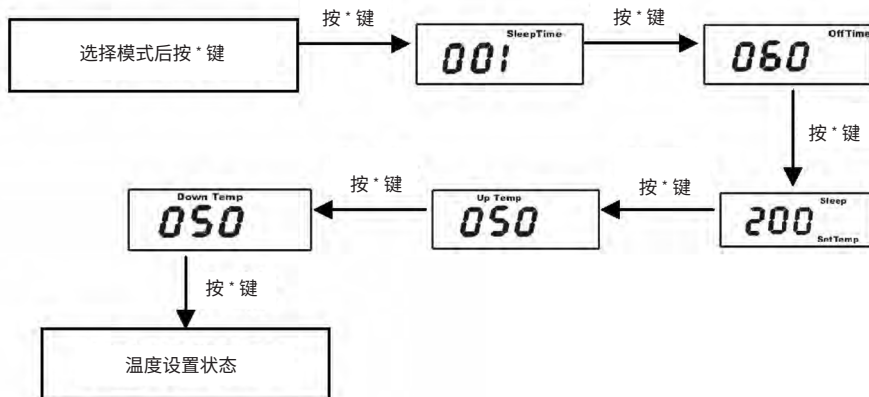 选择模式后按 * 键
按 * 键
SleepTime
001
按 * 键
OffTime
060
按 * 键
Sleep
200
SetTemp
按 * 键
Up Temp
050
按 * 键
Down Temp
050
按 * 键
温度设置状态